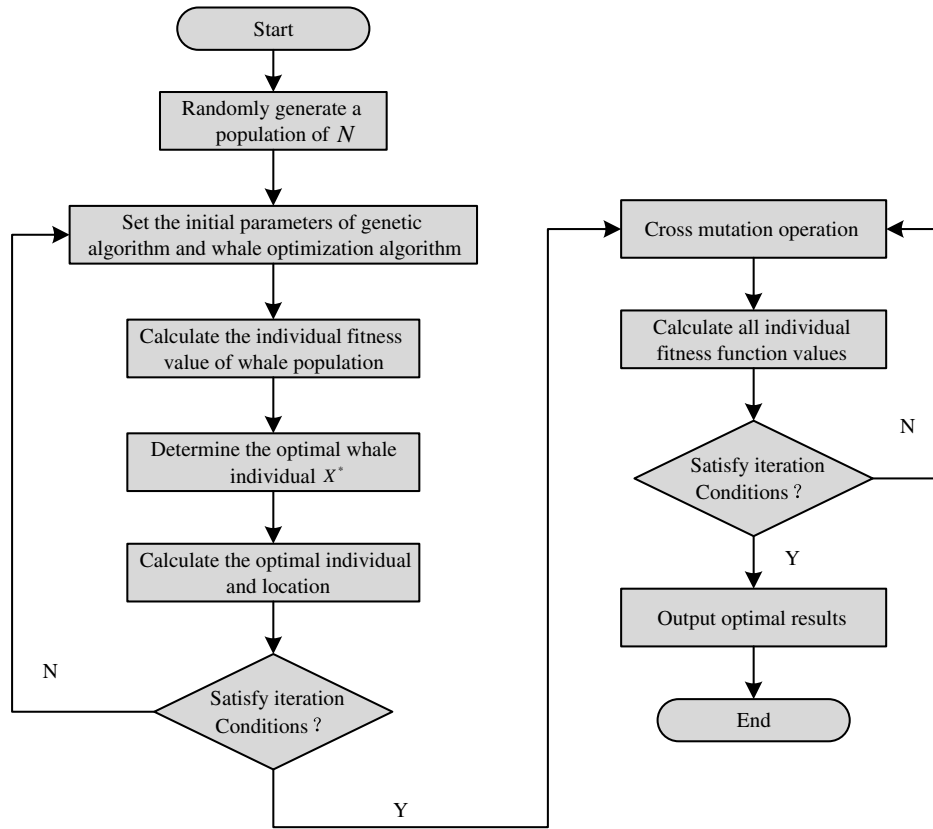 Start
Randomly generate a
population of N
Set the initial parameters of genetic
algorithm and whale optimization algorithm
Calculate the individual fitness
value of whale population
Determine the optimal whale
individual X*
Calculate the optimal individual
and location
Satisfy iteration
Conditions？
N
Y
Cross mutation operation
Calculate all individual
fitness function values
Satisfy iteration
Conditions？
N
Y
Output optimal results
End